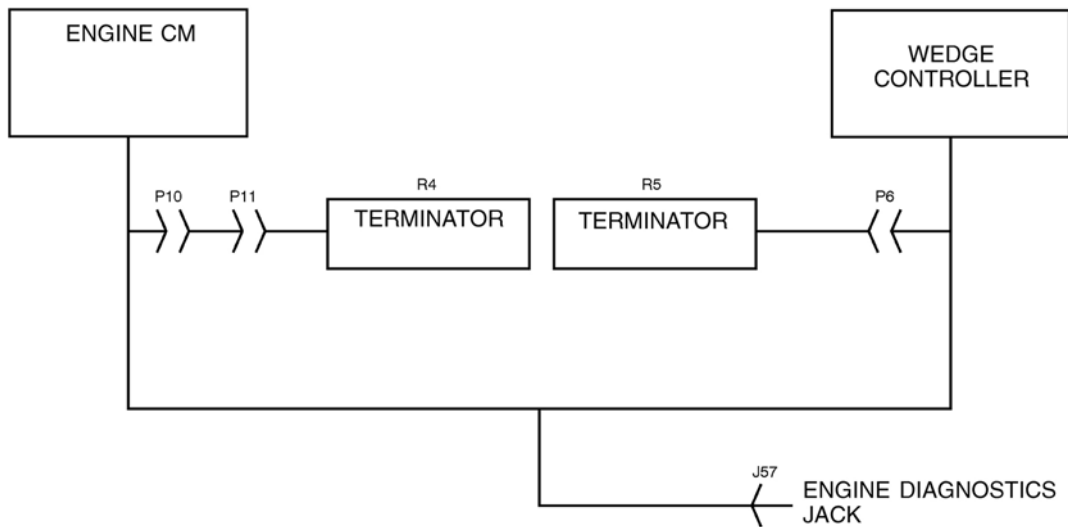 ENGINE CM
WEDGE
CONTROLLER
P10
P11
R4
R5
P6
TERMINATOR
TERMINATOR
J57
ENGINE DIAGNOSTICS
JACK